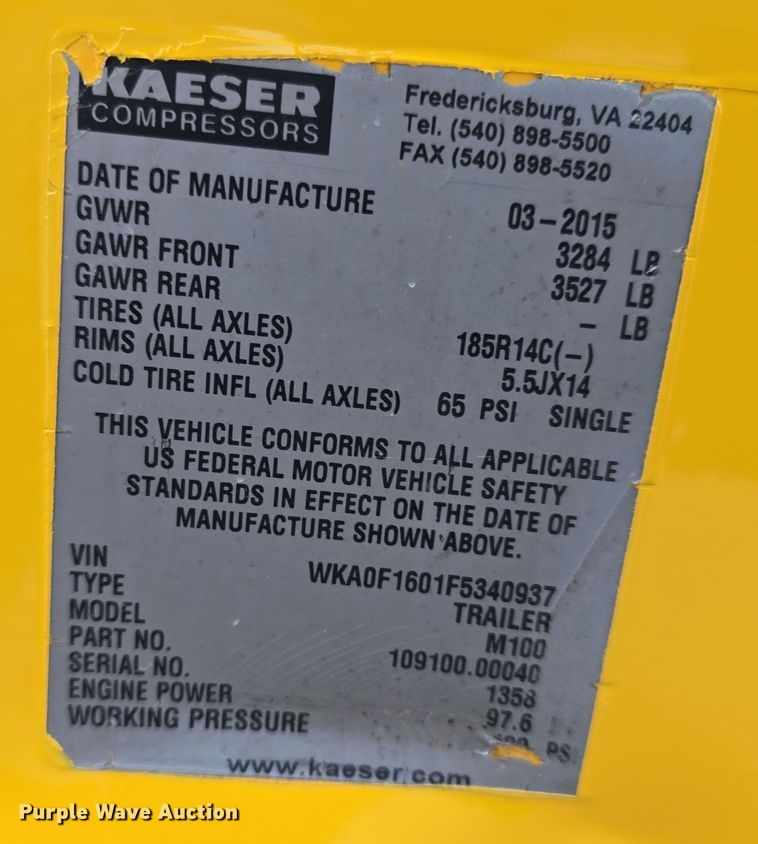 KAESER
COMPRESSORS
Fredericksburg, VA 22404
Tel. (540) 898-5500
FAX (540) 898-5520
DATE OF MANUFACTURE 03-2015
GVWR 3284 LB
GAWR FRONT 3527 LB
GAWR REAR - LB
TIRES (ALL AXLES) 185R14C(-)
RIMS (ALL AXLES) 5.5JX14
COLD TIRE INFL (ALL AXLES) 65 PSI SINGLE
THIS VEHICLE CONFORMS TO ALL APPLICABLE
US FEDERAL MOTOR VEHICLE SAFETY
STANDARDS IN EFFECT ON THE DATE OF
MANUFACTURE SHOWN ABOVE.
VIN WKA0F1601F5340937
TYPE TRAILER
MODEL M100
PART NO. 109100.00040
SERIAL NO. 1358
ENGINE POWER 97.6
WORKING PRESSURE
www.kaeser.com
Purple Wave Auction